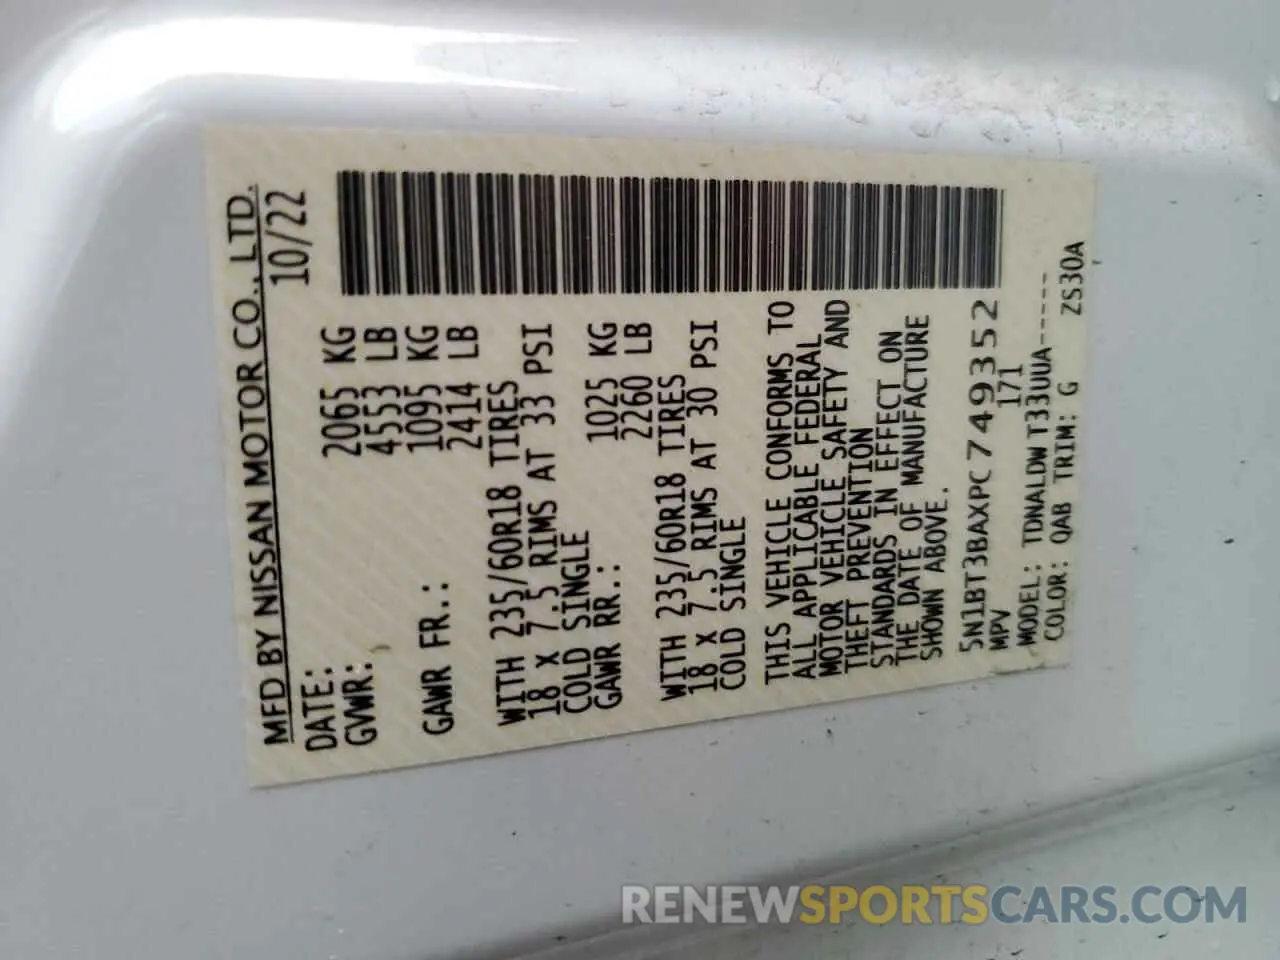 MFD BY NISSAN MOTOR CO., LTD.
DATE: 10/22
GVWR: 2065 KG
4553 LB
GAWR FR.: 1095 KG
2414 LB
WITH 235/60R18 TIRES
18 X 7.5 RIMS AT 33 PSI
COLD SINGLE
GAWR RR.: 1025 KG
2260 LB
WITH 235/60R18 TIRES
18 X 7.5 RIMS AT 30 PSI
COLD SINGLE
THIS VEHICLE CONFORMS TO
ALL APPLICABLE FEDERAL
MOTOR VEHICLE SAFETY AND
THEFT PREVENTION
STANDARDS IN EFFECT ON
THE DATE OF MANUFACTURE
SHOWN ABOVE.
5N1BT3BAXPC749352
MPV 171
MODEL: TDNALDW T33UUA-----
COLOR: QAB TRIM: G ZS30A
RENEWSPORTSCARS.COM